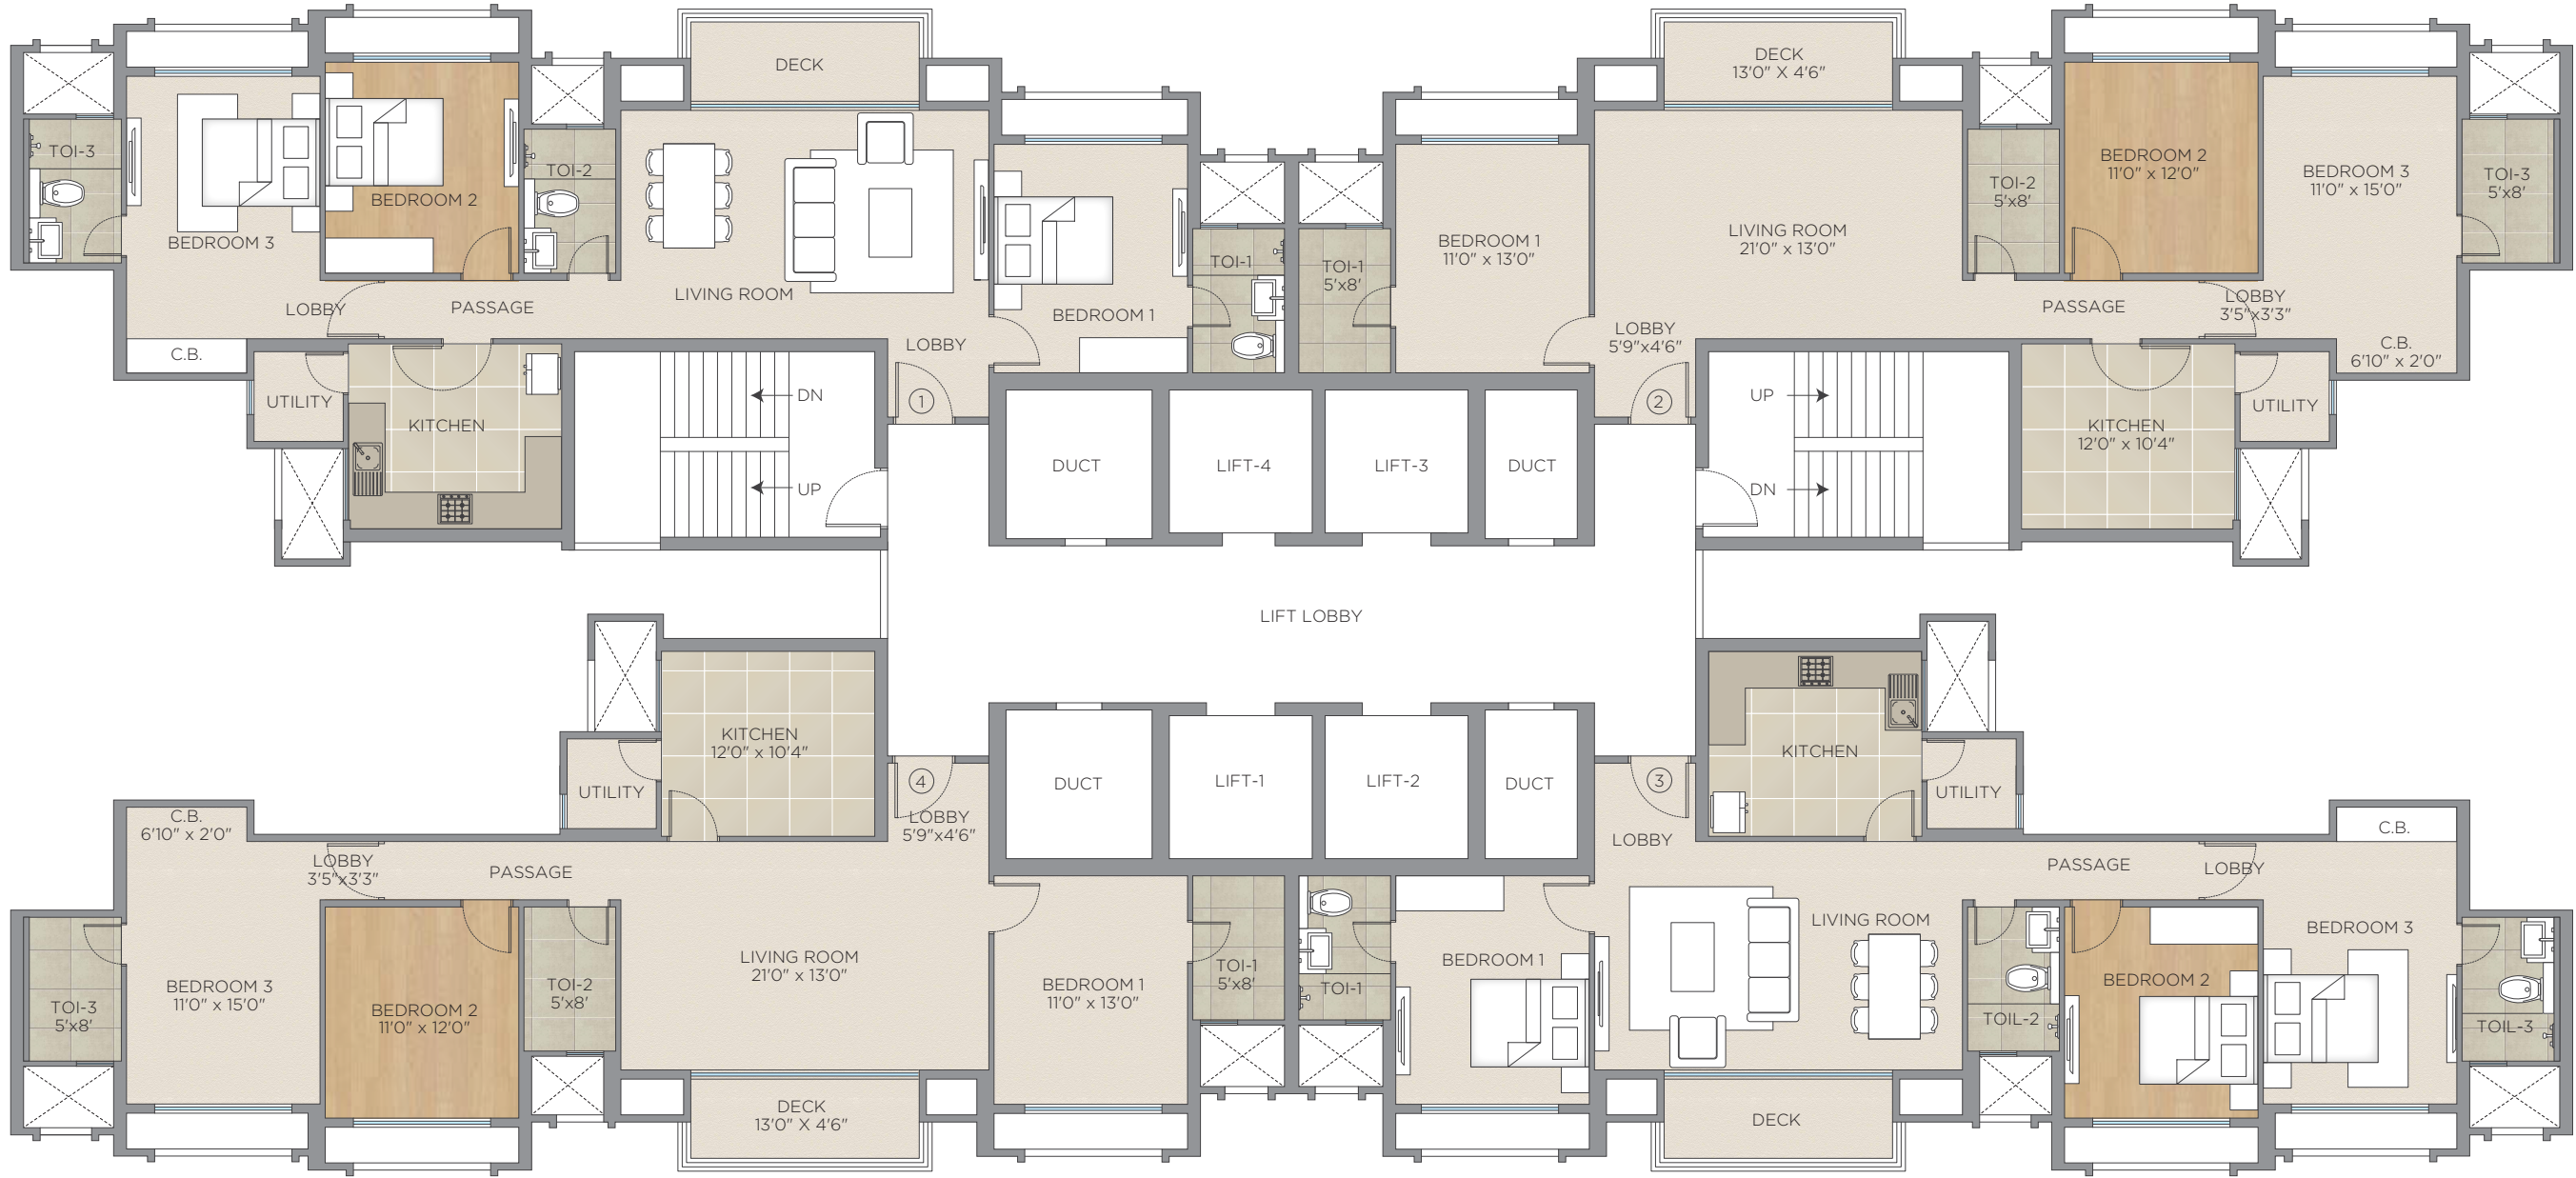 DECK
TOI-3
TOI-2
BEDROOM 2
BEDROOM 3
LIVING ROOM
LOBBY
PASSAGE
TOI-1
BEDROOM 1
LOBBY
C.B.
UTILITY
KITCHEN
DN
UP
1
DECK
13'0" X 4'6"
BEDROOM 2
11'0" x 12'0"
BEDROOM 3
11'0" x 15'0"
TOI-3
5'x8'
TOI-2
5'x8'
LIVING ROOM
21'0" x 13'0"
BEDROOM 1
11'0" x 13'0"
TOI-1
5'x8'
PASSAGE
LOBBY
3'5"x3'3"
LOBBY
5'9"x4'6"
C.B.
6'10" x 2'0"
2
UP
DN
KITCHEN
12'0" x 10'4"
UTILITY
DUCT
LIFT-4
LIFT-3
DUCT
LIFT LOBBY
DUCT
LIFT-1
LIFT-2
DUCT
KITCHEN
12'0" x 10'4"
UTILITY
4
LOBBY
5'9"x4'6"
C.B.
6'10" x 2'0"
LOBBY
3'5"x3'3"
PASSAGE
LIVING ROOM
21'0" x 13'0"
BEDROOM 3
11'0" x 15'0"
BEDROOM 2
11'0" x 12'0"
TOI-3
5'x8'
TOI-2
5'x8'
BEDROOM 1
11'0" x 13'0"
TOI-1
5'x8'
DECK
13'0" X 4'6"
KITCHEN
3
UTILITY
LOBBY
C.B.
PASSAGE
LOBBY
LIVING ROOM
BEDROOM 3
BEDROOM 1
TOI-1
BEDROOM 2
TOIL-2
TOIL-3
DECK